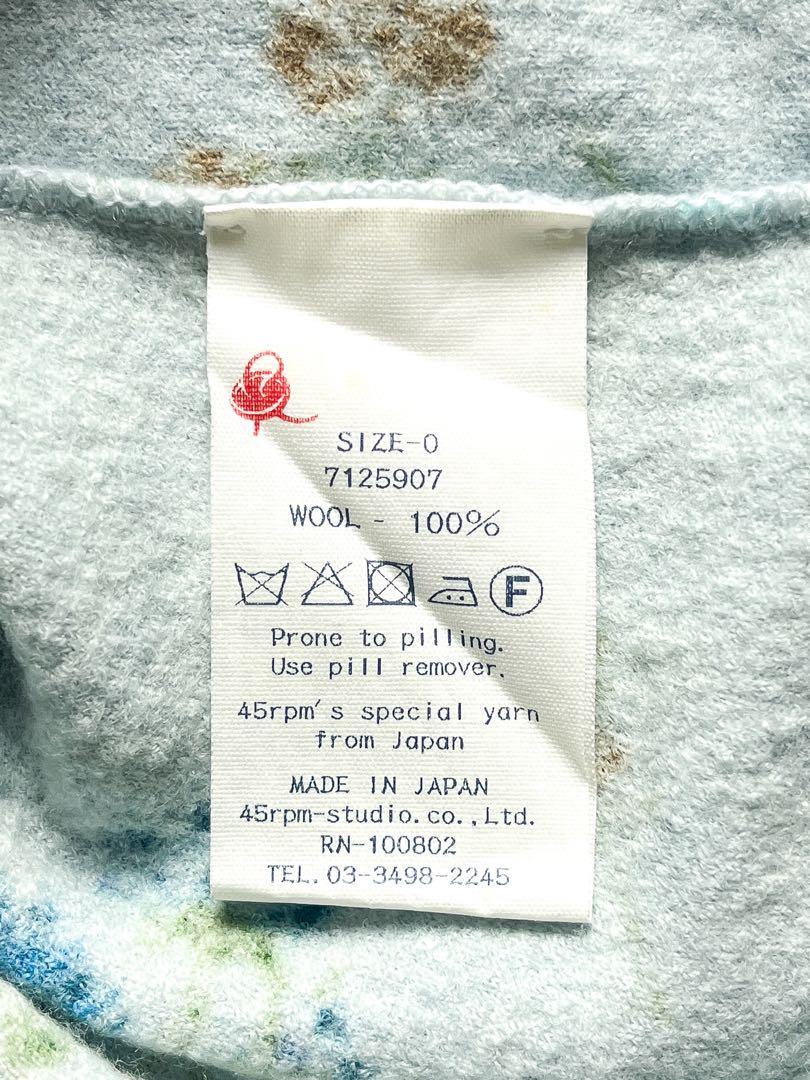 SIZE-0
7125907
WOOL - 100%
F
Prone to pilling.
Use pill remover.
45rpm's special yarn
from Japan
MADE IN JAPAN
45rpm-studio.co.,Ltd.
RN-100802
TEL.03-3498-2245